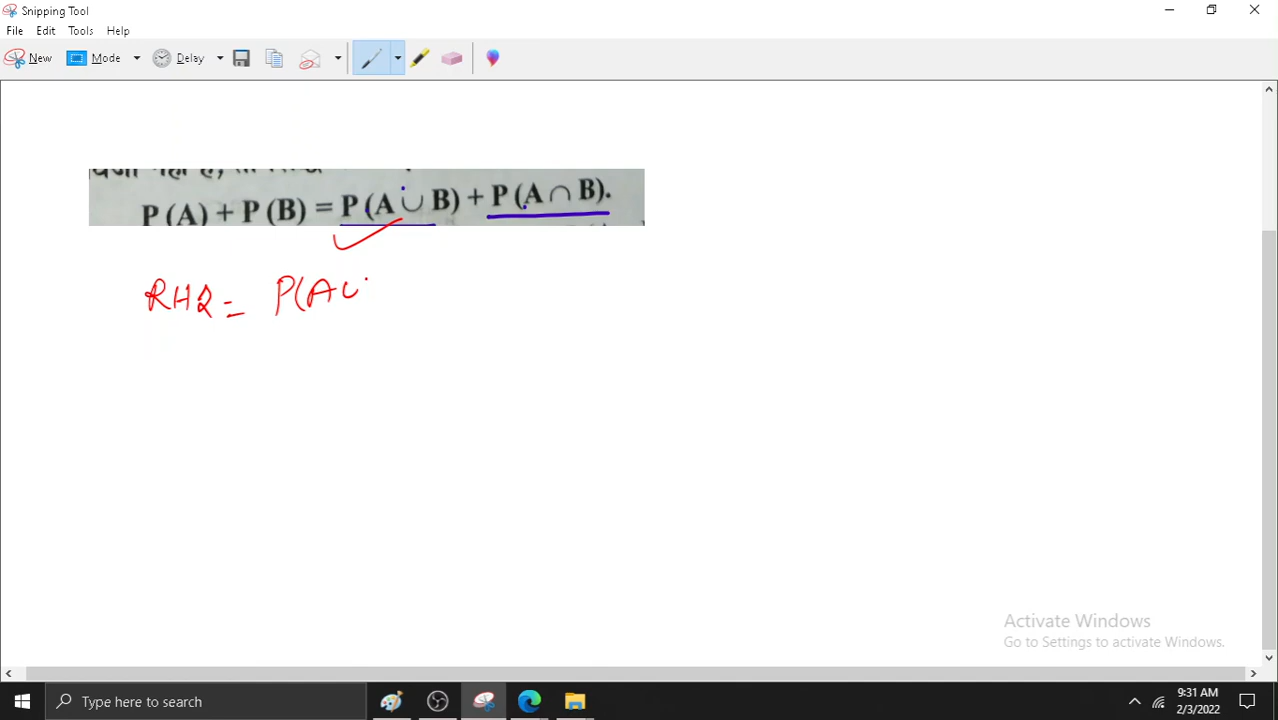 Snipping Tool
File Edit Tools Help
New Mode Delay
P (A) + P (B) = P (A ∪ B) + P (A ∩ B).
RHS = P(A ∪
Activate Windows
Go to Settings to activate Windows.
Type here to search
9:31 AM
2/3/2022